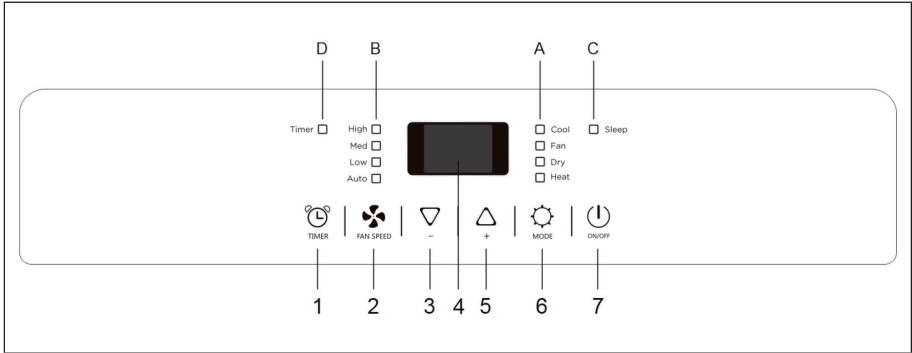 D B A C
Timer High Cool Sleep
Med Fan
Low Dry
Auto Heat
TIMER FAN SPEED - + MODE ON/OFF
1 2 3 4 5 6 7